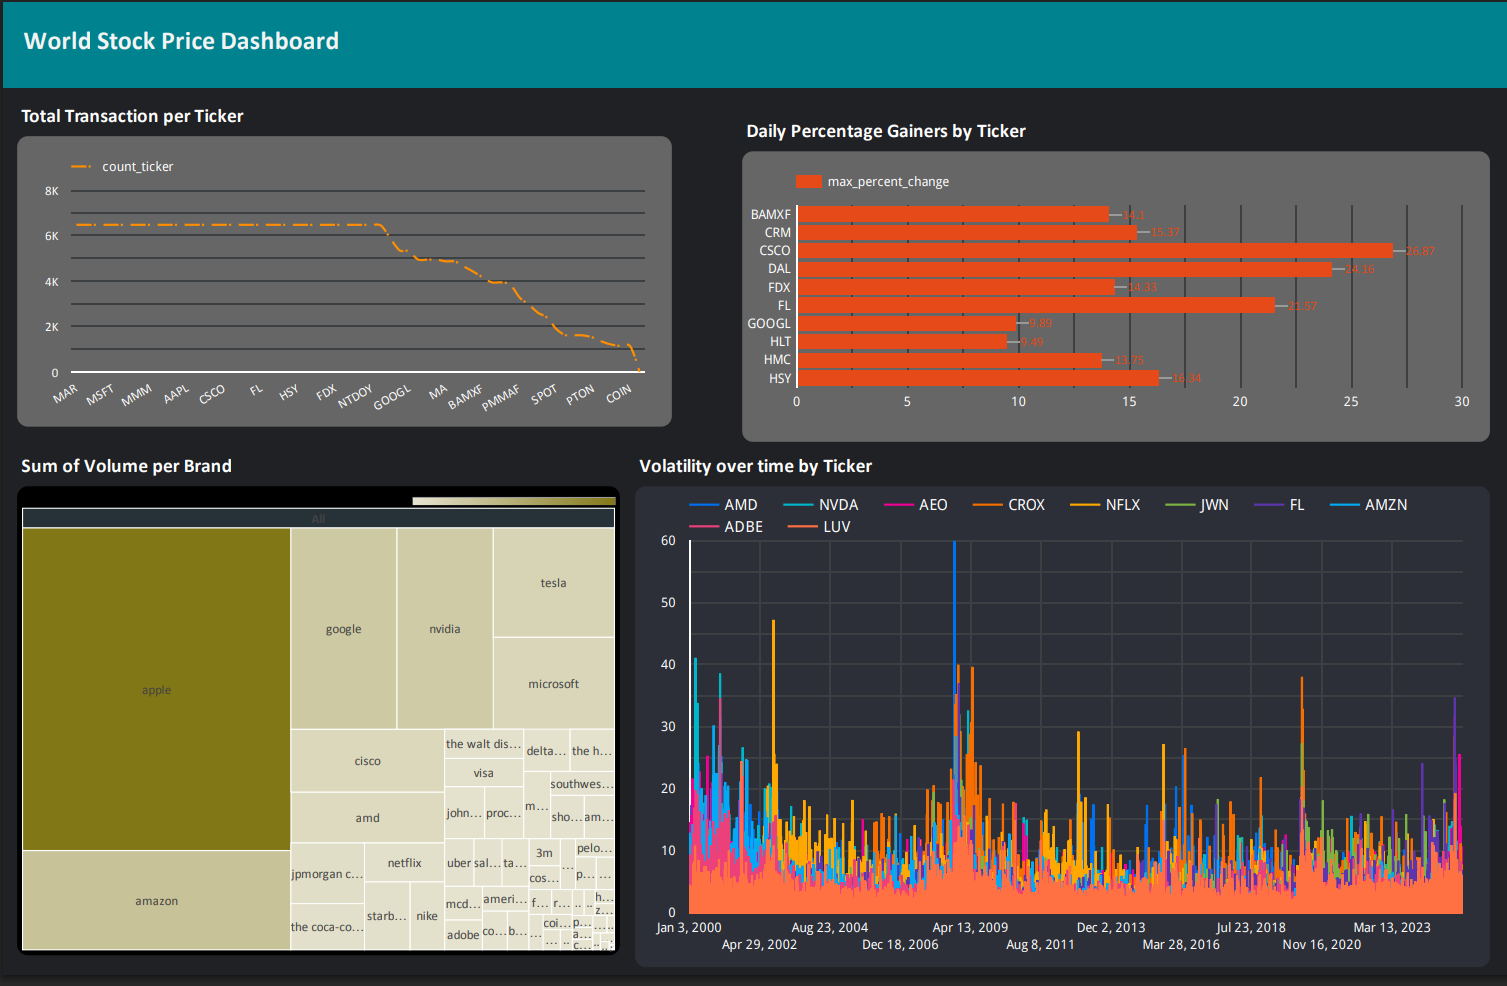 World Stock Price Dashboard
Total Transaction per Ticker
count_ticker
8K
6K
4K
2K
0
MAR MSFT MMM AAPL CSCO FL HSY FDX NTDOY GOOGL MA BAMXF PMMAF SPOT PTON COIN
Daily Percentage Gainers by Ticker
max_percent_change
BAMXF 14.1
CRM 15.37
CSCO 26.87
DAL 24.16
FDX 14.33
FL 21.57
GOOGL 9.89
HLT 9.49
HMC 13.75
HSY 16.34
0 5 10 15 20 25 30
Sum of Volume per Brand
All
apple
amazon
google
nvidia
tesla
microsoft
cisco
amd
jpmorgan c...
the coca-co...
netflix
starb...
nike
the walt dis...
visa
john...
proc...
delta...
the h...
southwes...
m...
sho...
am...
uber
sal...
ta...
3m
cos...
...
pelo...
p...
...
mcd...
adobe
ameri...
co...
b...
f...
r...
..
..
h...
z...
coi...
...
..
p...
a...
c...
Volatility over time by Ticker
AMD NVDA AEO CROX NFLX JWN FL AMZN
ADBE LUV
60
50
40
30
20
10
0
Jan 3, 2000 Aug 23, 2004 Apr 13, 2009 Dec 2, 2013 Jul 23, 2018 Mar 13, 2023
Apr 29, 2002 Dec 18, 2006 Aug 8, 2011 Mar 28, 2016 Nov 16, 2020